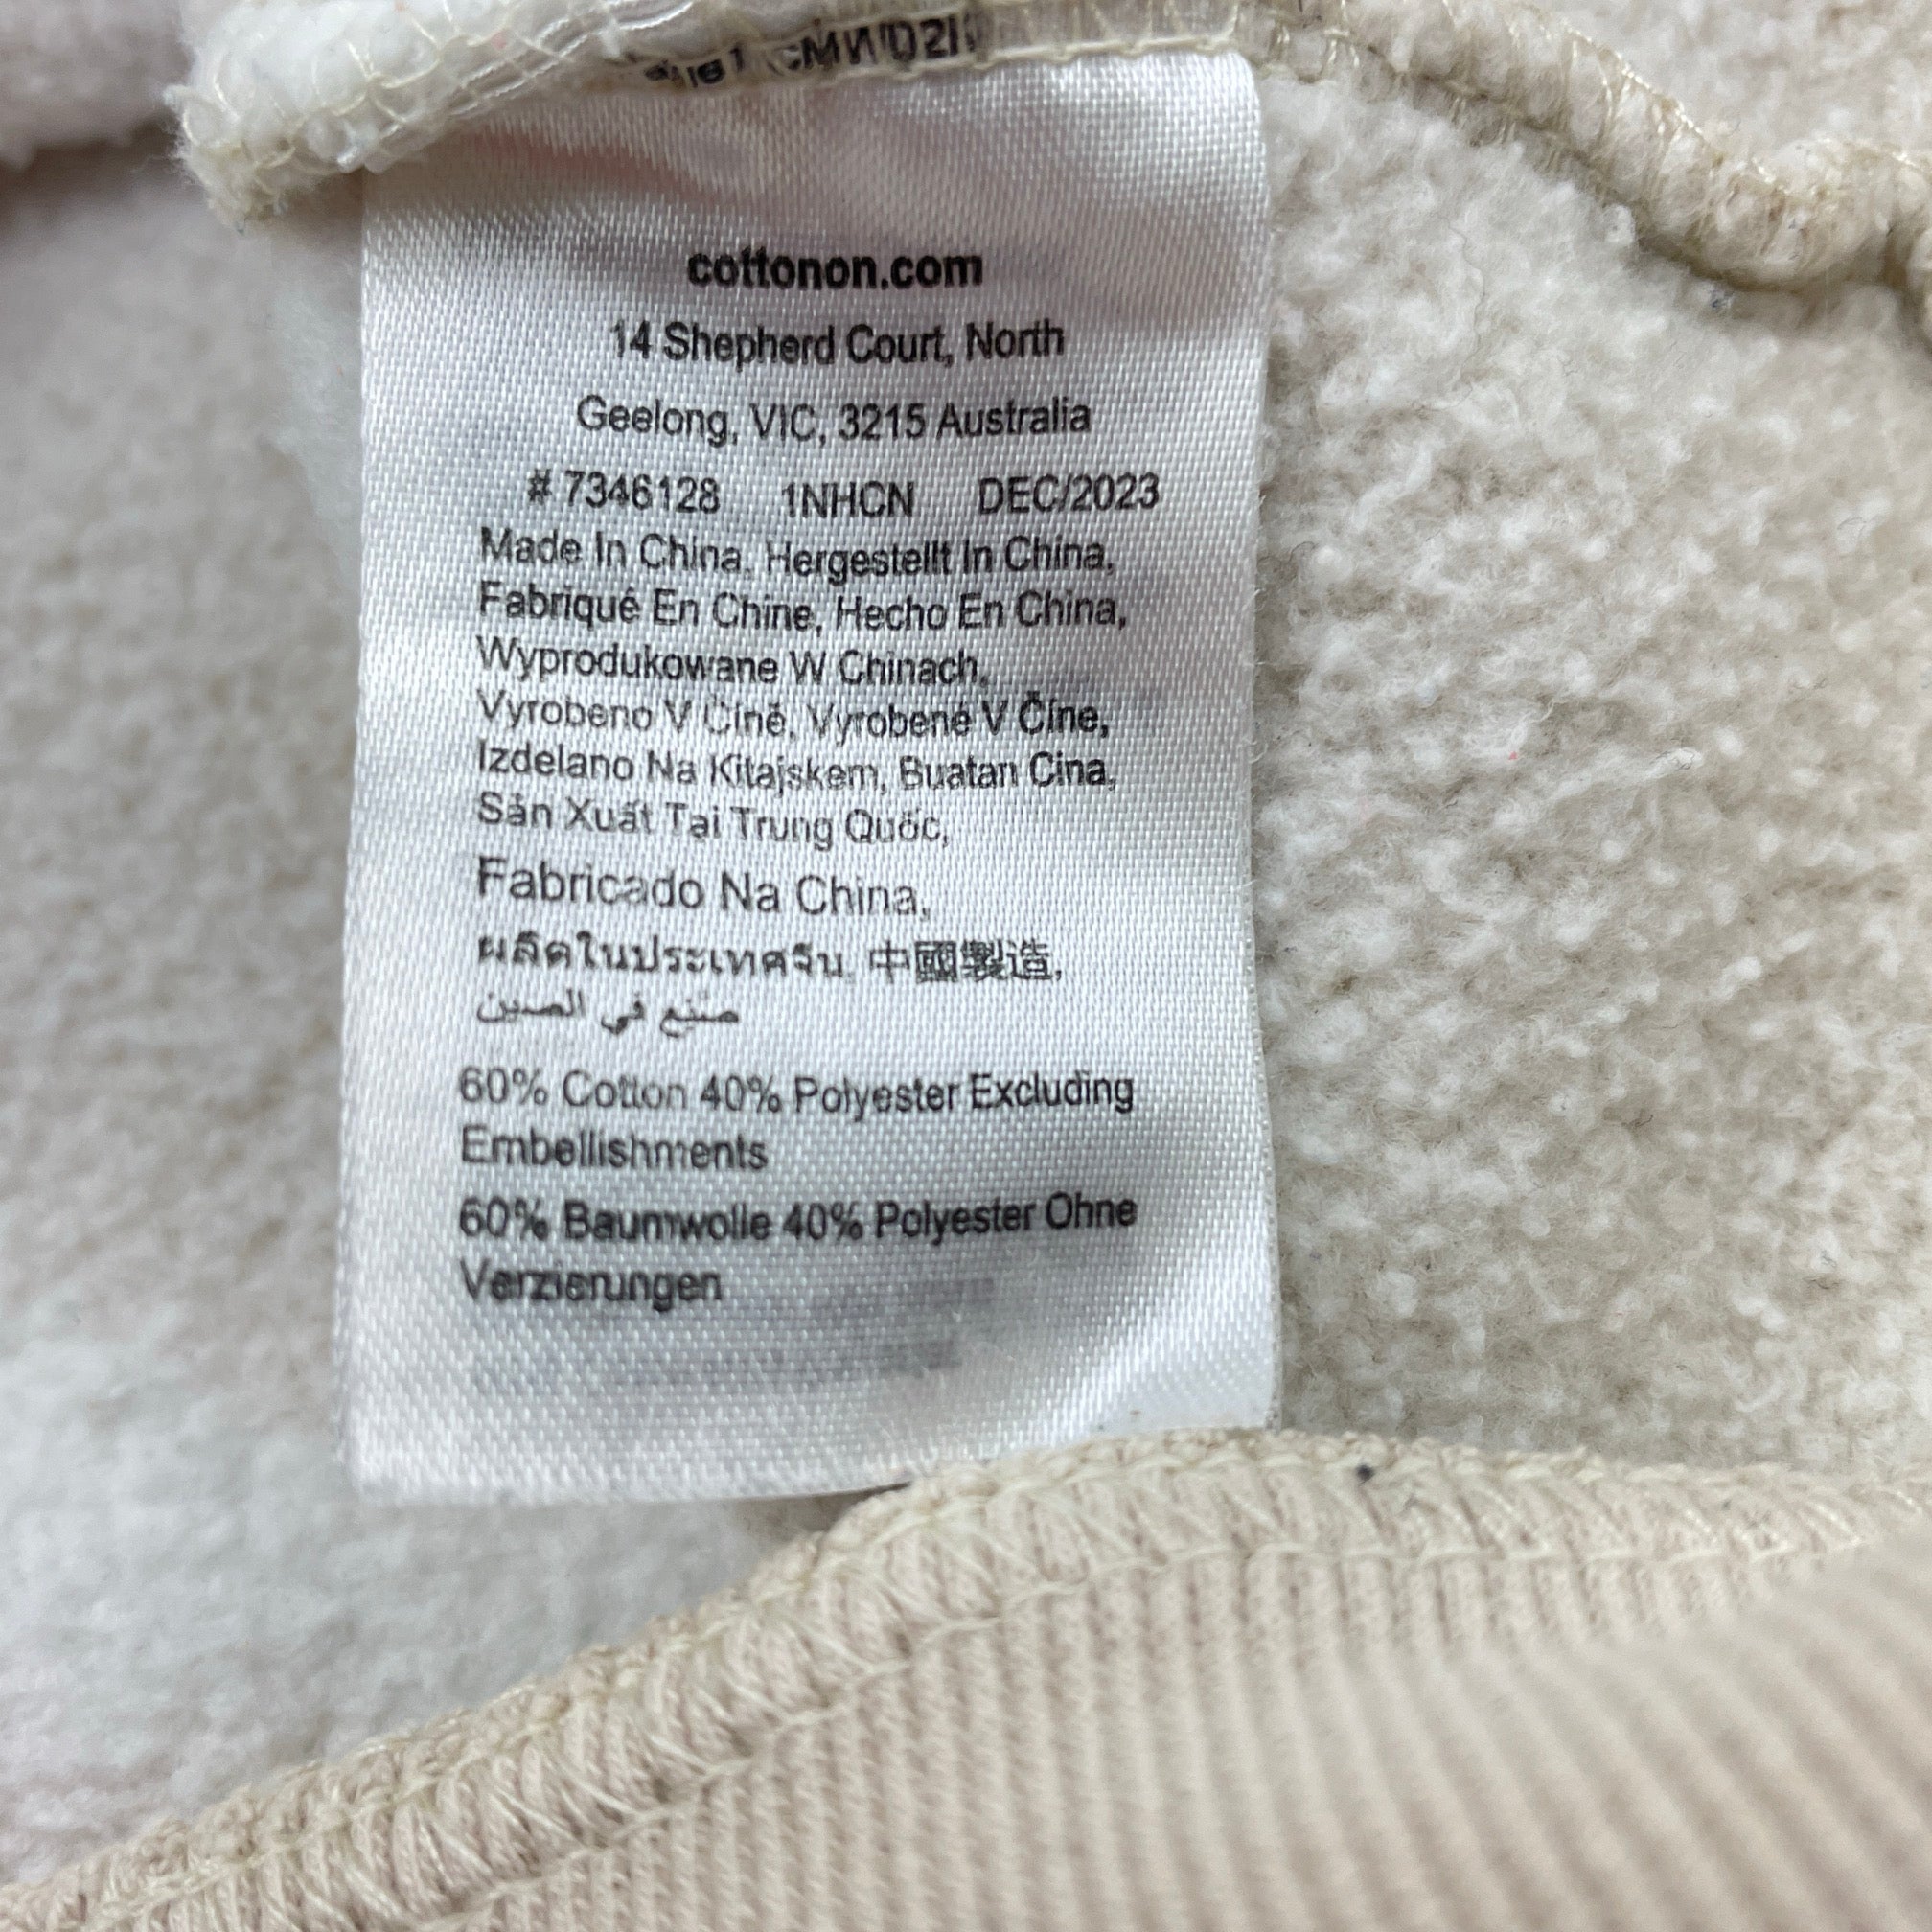 cottonon.com
14 Shepherd Court, North
Geelong, VIC, 3215 Australia
# 7346128 1NHCN DEC/2023
Made In China, Hergestellt In China,
Fabriqué En Chine, Hecho En China,
Wyprodukowane W Chinach,
Vyrobeno V Číně, Vyrobené V Číne,
Izdelano Na Kitajskem, Buatan Cina,
Sản Xuất Tại Trung Quốc,
Fabricado Na China,
ผลิตในประเทศจีน, 中國製造,
صنع في الصين
60% Cotton 40% Polyester Excluding
Embellishments
60% Baumwolle 40% Polyester Ohne
Verzierungen